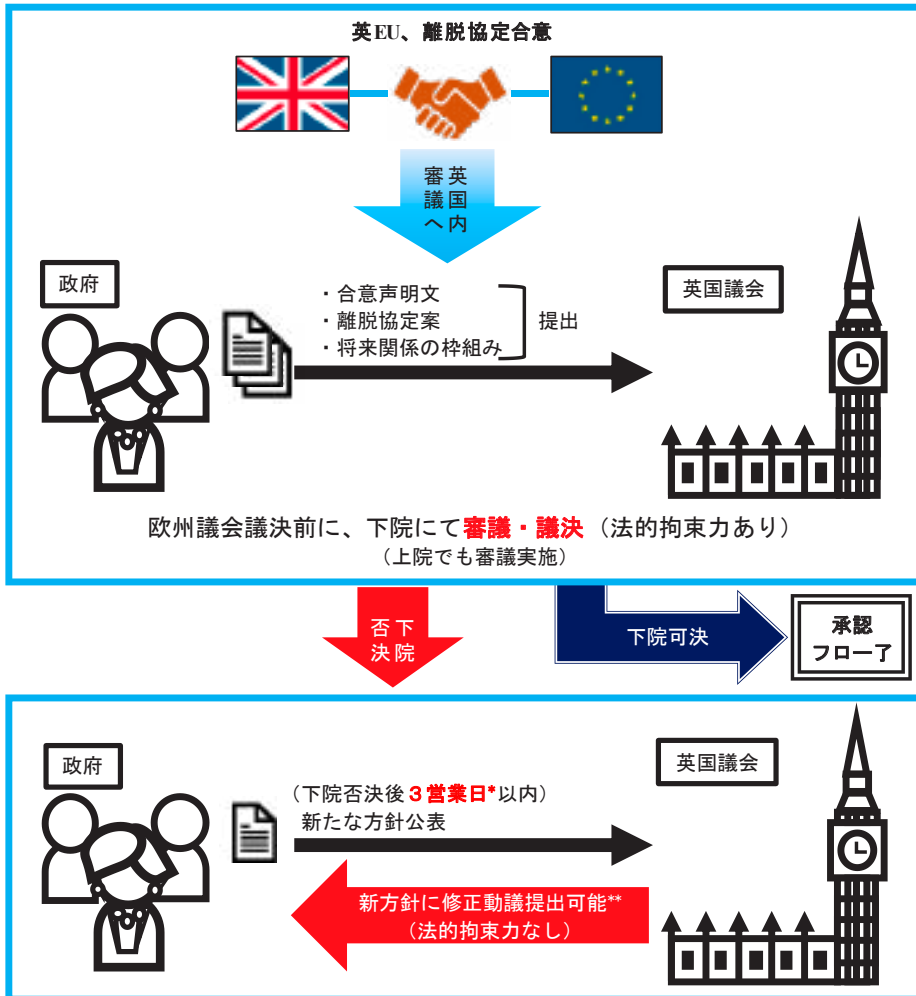 英EU、離脱協定合意
英国内
審議へ
政府
英国議会
・合意声明文
・離脱協定案
・将来関係の枠組み
提出
欧州議会議決前に、下院にて審議・議決（法的拘束力あり）
（上院でも審議実施）
下院
否決
下院可決
承認
フロー了
政府
英国議会
（下院否決後３営業日*以内）
新たな方針公表
新方針に修正動議提出可能**
（法的拘束力なし）